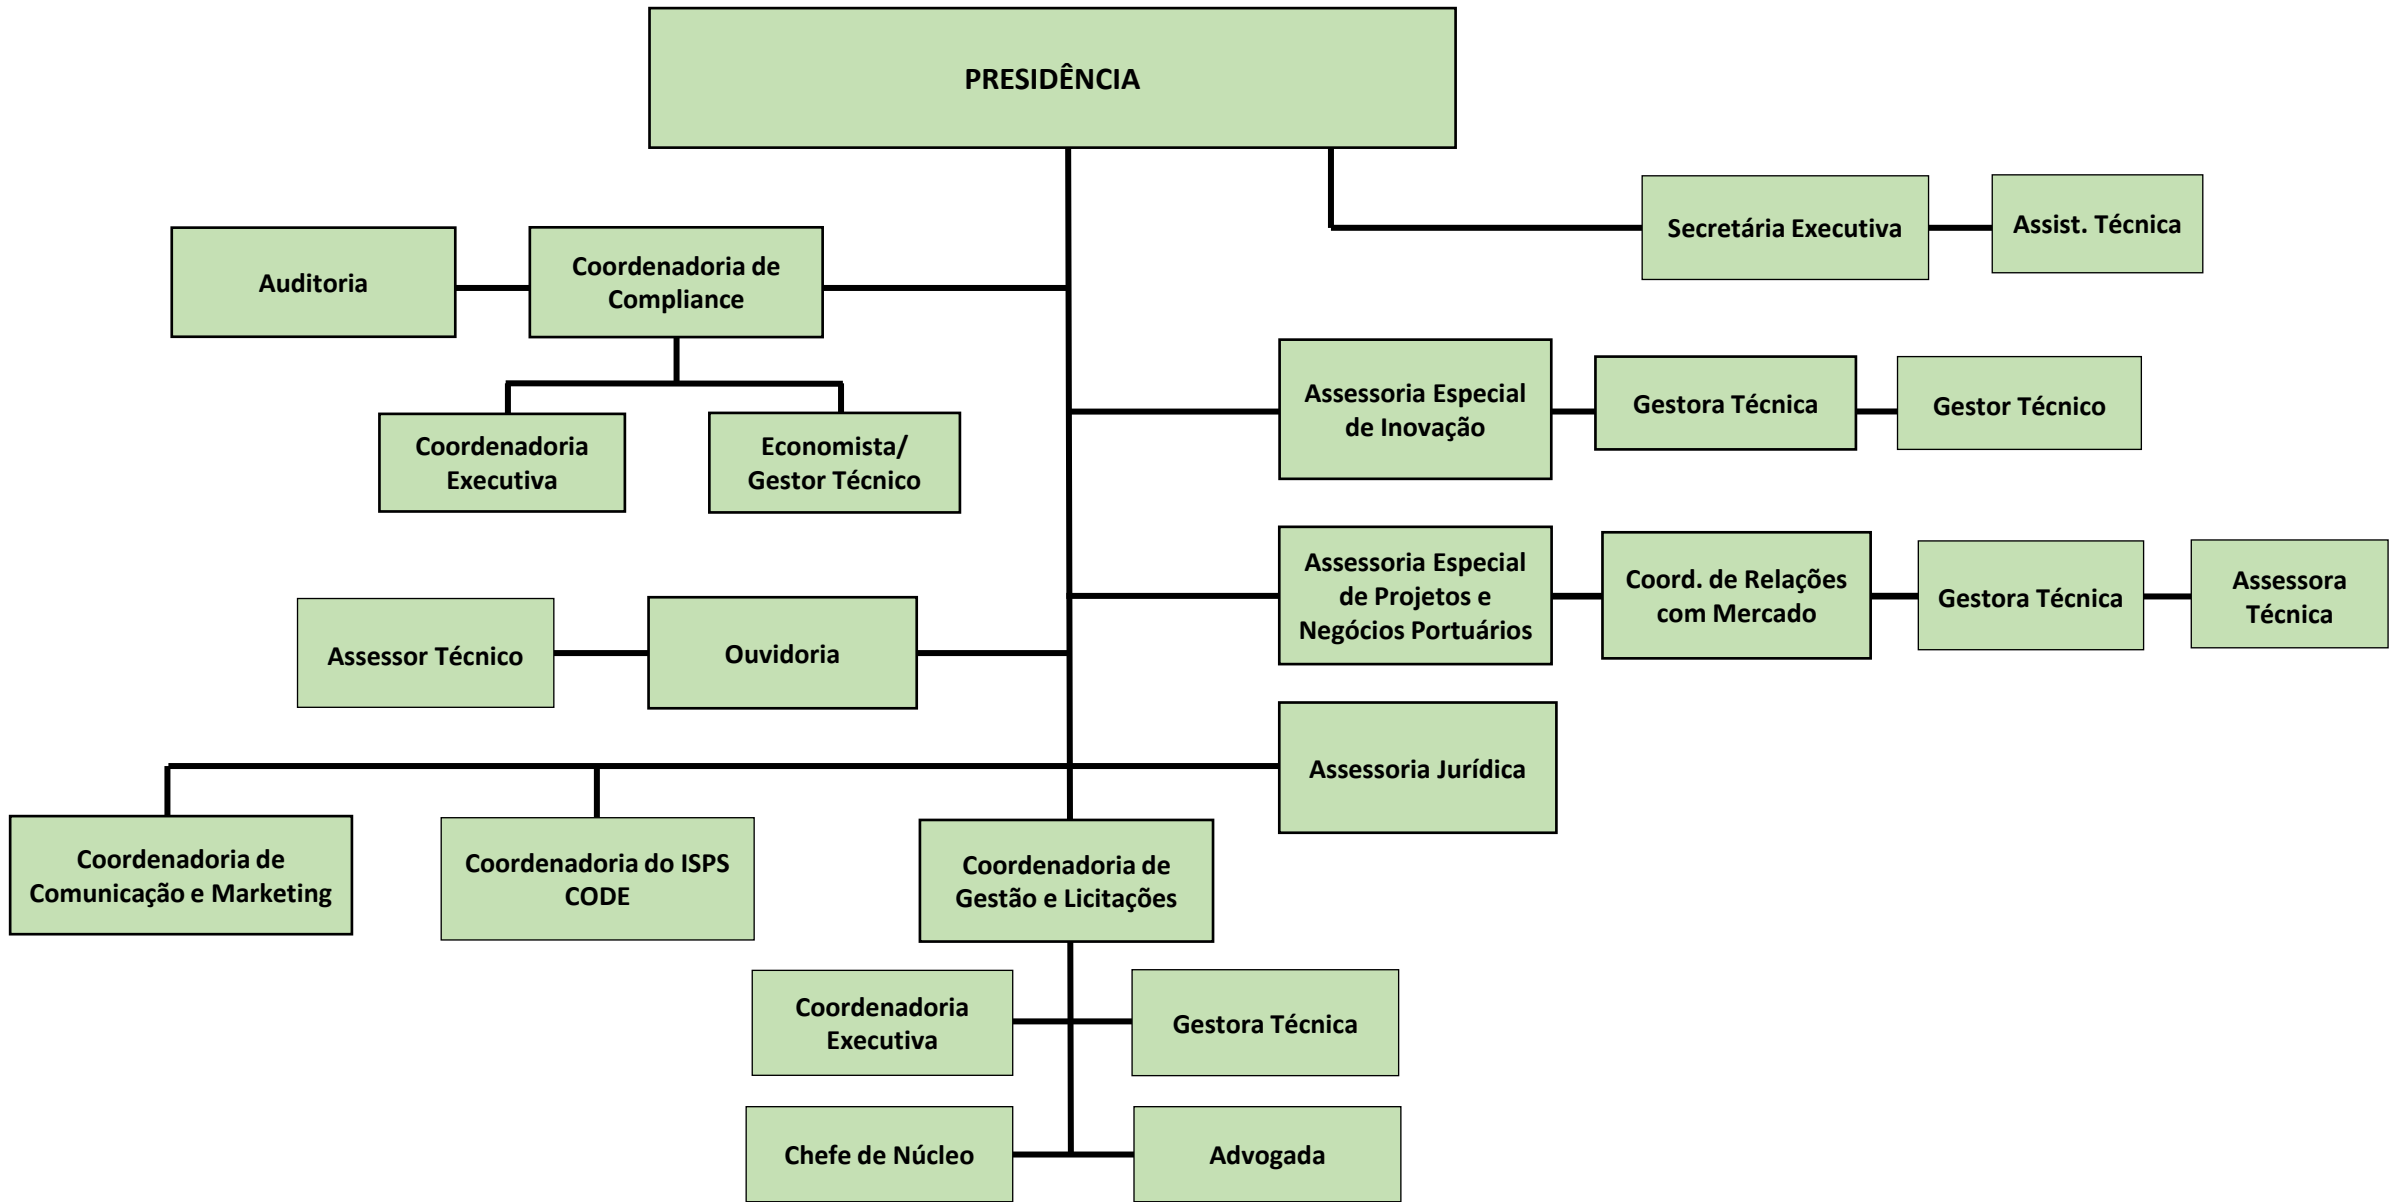 PRESIDÊNCIA
Secretária Executiva
Assist. Técnica
Auditoria
Coordenadoria de
Compliance
Coordenadoria
Executiva
Economista/
Gestor Técnico
Assessoria Especial
de Inovação
Gestora Técnica
Gestor Técnico
Assessoria Especial
de Projetos e
Negócios Portuários
Coord. de Relações
com Mercado
Gestora Técnica
Assessora
Técnica
Assessor Técnico
Ouvidoria
Assessoria Jurídica
Coordenadoria de
Comunicação e Marketing
Coordenadoria do ISPS
CODE
Coordenadoria de
Gestão e Licitações
Coordenadoria
Executiva
Gestora Técnica
Chefe de Núcleo
Advogada